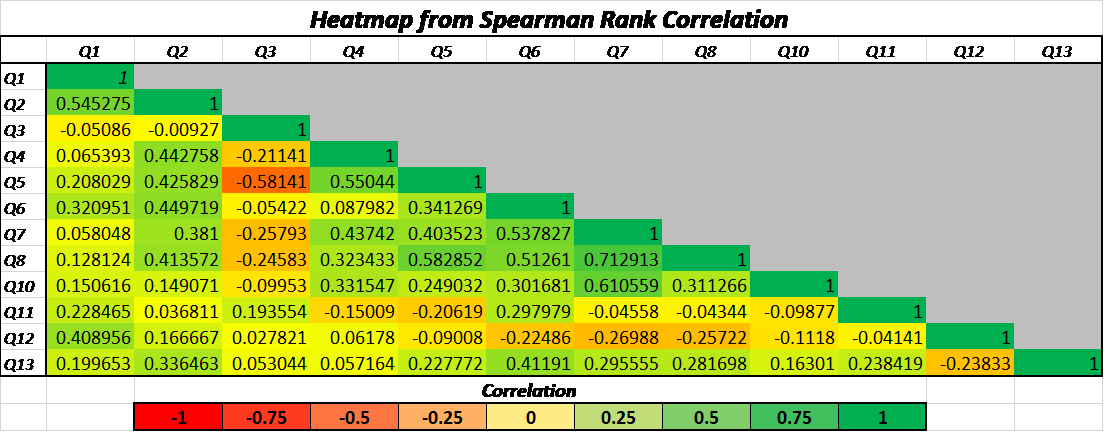 Heatmap from Spearman Rank Correlation
Q1 Q2 Q3 Q4 Q5 Q6 Q7 Q8 Q10 Q11 Q12 Q13
Q1 1
Q2 0.545275 1
Q3 -0.05086 -0.00927 1
Q4 0.065393 0.442758 -0.21141 1
Q5 0.208029 0.425829 -0.58141 0.55044 1
Q6 0.320951 0.449719 -0.05422 0.087982 0.341269 1
Q7 0.058048 0.381 -0.25793 0.43742 0.403523 0.537827 1
Q8 0.128124 0.413572 -0.24583 0.323433 0.582852 0.51261 0.712913 1
Q10 0.150616 0.149071 -0.09953 0.331547 0.249032 0.301681 0.610559 0.311266 1
Q11 0.228465 0.036811 0.193554 -0.15009 -0.20619 0.297979 -0.04558 -0.04344 -0.09877 1
Q12 0.408956 0.166667 0.027821 0.06178 -0.09008 -0.22486 -0.26988 -0.25722 -0.1118 -0.04141 1
Q13 0.199653 0.336463 0.053044 0.057164 0.227772 0.41191 0.295555 0.281698 0.16301 0.238419 -0.23833 1
Correlation
-1 -0.75 -0.5 -0.25 0 0.25 0.5 0.75 1